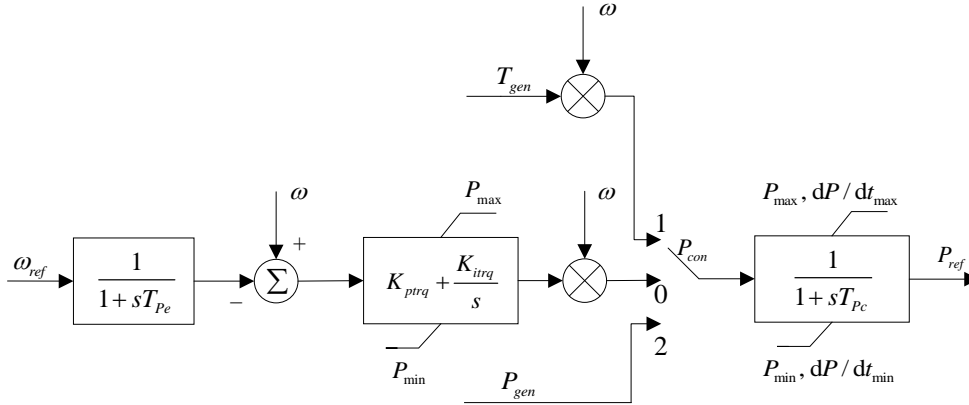 ω
T_gen
ω
P_max
ω
P_max, dP/dt_max
1
P_con
ω_ref
1
1 + sT_Pe
+
−
Σ
K_ptrq + K_itrq
s
0
1
1 + sT_Pc
P_ref
P_min
2
P_gen
P_min, dP/dt_min